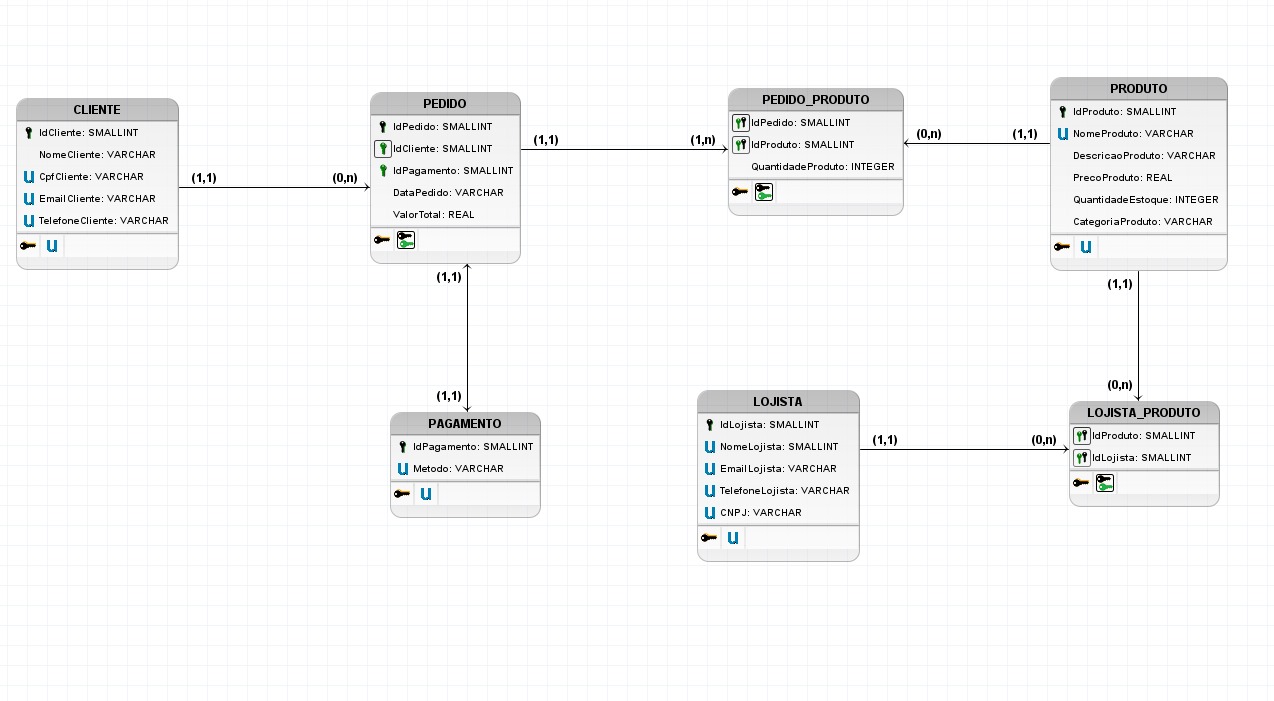 CLIENTE
IdCliente: SMALLINT
NomeCliente: VARCHAR
CpfCliente: VARCHAR
EmailCliente: VARCHAR
TelefoneCliente: VARCHAR
(1,1)
(0,n)
PEDIDO
IdPedido: SMALLINT
IdCliente: SMALLINT
IdPagamento: SMALLINT
DataPedido: VARCHAR
ValorTotal: REAL
(1,1)
(1,n)
PEDIDO_PRODUTO
IdPedido: SMALLINT
IdProduto: SMALLINT
QuantidadeProduto: INTEGER
(0,n)
(1,1)
PRODUTO
IdProduto: SMALLINT
NomeProduto: VARCHAR
DescricaoProduto: VARCHAR
PrecoProduto: REAL
QuantidadeEstoque: INTEGER
CategoriaProduto: VARCHAR
(1,1)
(1,1)
PAGAMENTO
IdPagamento: SMALLINT
Metodo: VARCHAR
LOJISTA
IdLojista: SMALLINT
NomeLojista: SMALLINT
EmailLojista: VARCHAR
TelefoneLojista: VARCHAR
CNPJ: VARCHAR
(1,1)
(0,n)
(1,1)
(0,n)
LOJISTA_PRODUTO
IdProduto: SMALLINT
IdLojista: SMALLINT